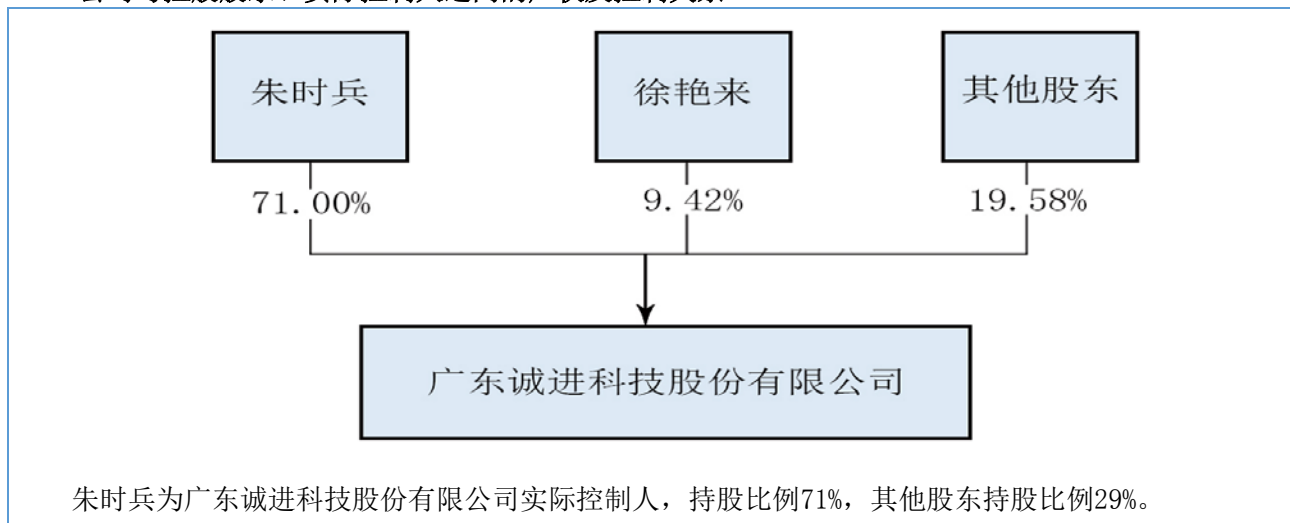 朱时兵
徐艳来
其他股东
71.00%
9.42%
19.58%
广东诚进科技股份有限公司
朱时兵为广东诚进科技股份有限公司实际控制人，持股比例71%，其他股东持股比例29%。